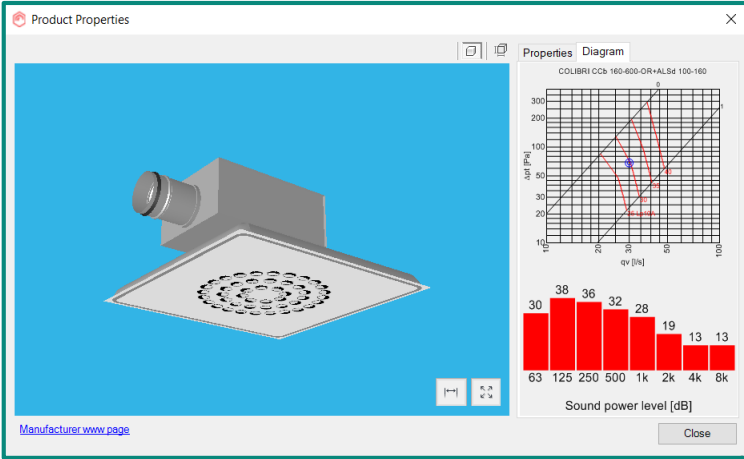 Product Properties
Properties
Diagram
COLIBRI CCb 160-600-OR+ALSd 100-160
0
1
300
200
100
50
30
20
10
Δpt [Pa]
10
20
30
50
100
qv [l/s]
30
38
36
32
28
19
13
13
63
125
250
500
1k
2k
4k
8k
Sound power level [dB]
Manufacturer www page
Close